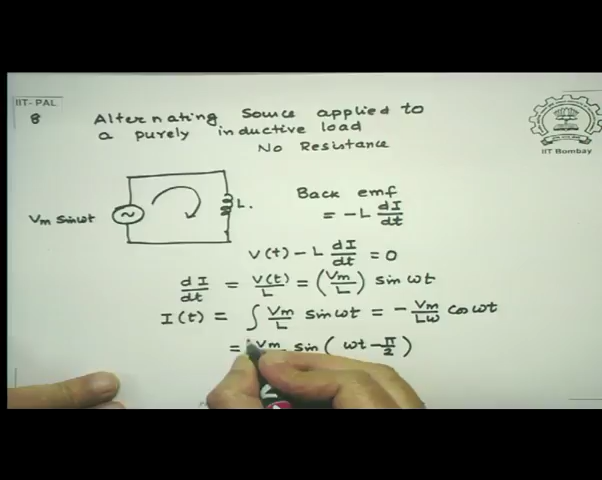 IIT- PAL
8 Alternating Source applied to
a purely inductive load
No Resistance
IIT Bombay
Vm Sinωt ~ L.
Back emf
= -L dI/dt
V(t) - L dI/dt = 0
dI/dt = V(t)/L = (Vm/L) sin ωt
I(t) = ∫ Vm/L sin ωt = - Vm/Lω cos ωt
= Vm sin ( ωt - π/2 )